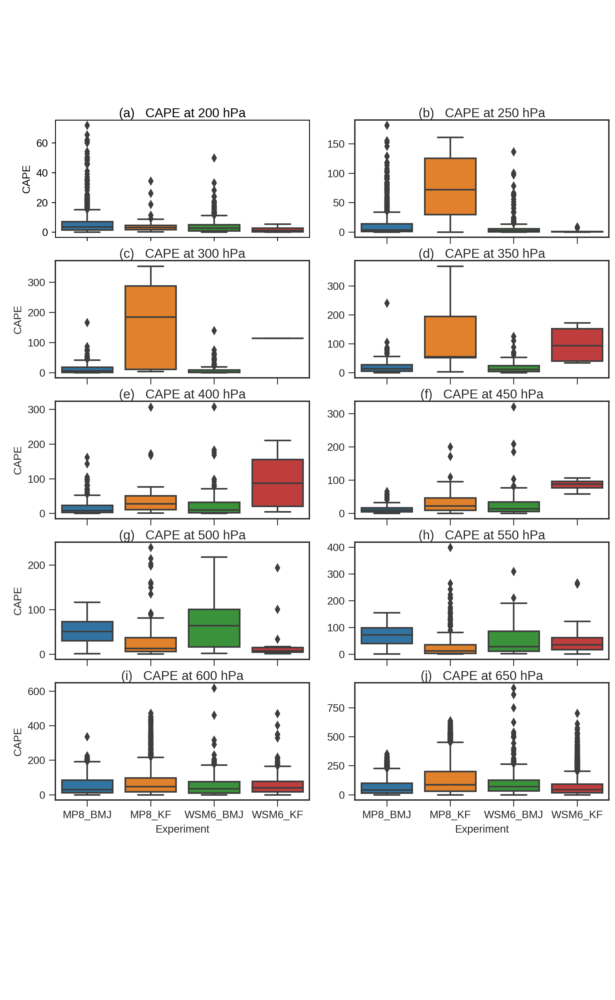 (a)   CAPE at 200 hPa
CAPE
60
40
20
0
(b)   CAPE at 250 hPa
150
100
50
0
(c)   CAPE at 300 hPa
CAPE
300
200
100
0
(d)   CAPE at 350 hPa
300
200
100
0
(e)   CAPE at 400 hPa
CAPE
300
200
100
0
(f)   CAPE at 450 hPa
300
200
100
0
(g)   CAPE at 500 hPa
CAPE
200
100
0
(h)   CAPE at 550 hPa
400
300
200
100
0
(i)   CAPE at 600 hPa
CAPE
600
400
200
0
MP8_BMJ MP8_KF WSM6_BMJ WSM6_KF
Experiment
(j)   CAPE at 650 hPa
750
500
250
0
MP8_BMJ MP8_KF WSM6_BMJ WSM6_KF
Experiment